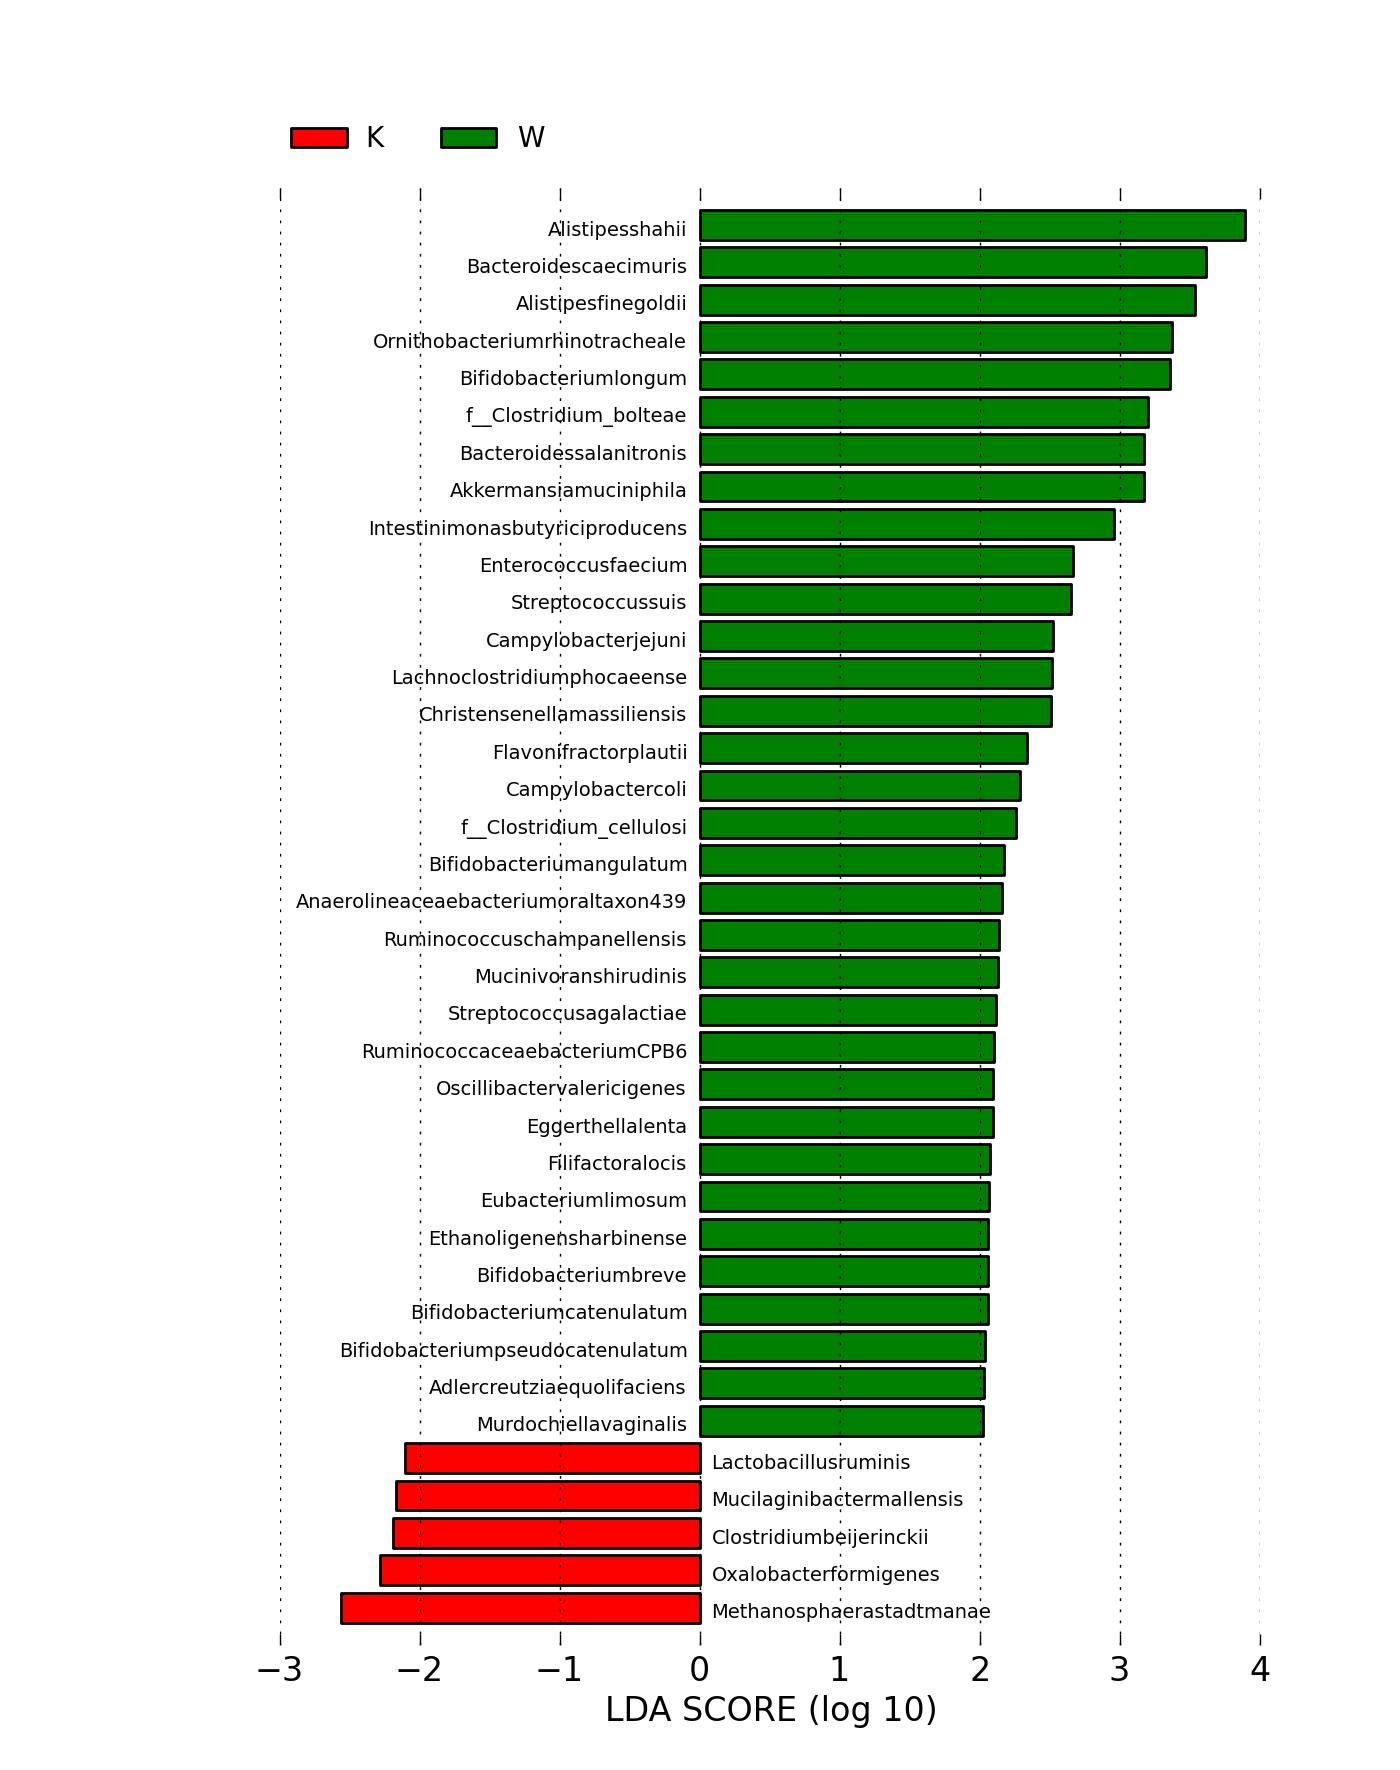 K W
Alistipesshahii
Bacteroidescaecimuris
Alistipesfinegoldii
Ornithobacteriumrhinotracheale
Bifidobacteriumlongum
f__Clostridium_bolteae
Bacteroidessalanitronis
Akkermansiamuciniphila
Intestinimonasbutyriciproducens
Enterococcusfaecium
Streptococcussuis
Campylobacterjejuni
Lachnoclostridiumphocaeense
Christensenellamassiliensis
Flavonifractorplautii
Campylobactercoli
f__Clostridium_cellulosi
Bifidobacteriumangulatum
Anaerolineaceaebacteriumoraltaxon439
Ruminococcuschampanellensis
Mucinivoranshirudinis
Streptococcusagalactiae
RuminococcaceaebacteriumCPB6
Oscillibactervalericigenes
Eggerthellalenta
Filifactoralocis
Eubacteriumlimosum
Ethanoligenensharbinense
Bifidobacteriumbreve
Bifidobacteriumcatenulatum
Bifidobacteriumpseudocatenulatum
Adlercreutziaequolifaciens
Murdochiellavaginalis
Lactobacillusruminis
Mucilaginibactermallensis
Clostridiumbeijerinckii
Oxalobacterformigenes
Methanosphaerastadtmanae
−3 −2 −1 0 1 2 3 4
LDA SCORE (log 10)